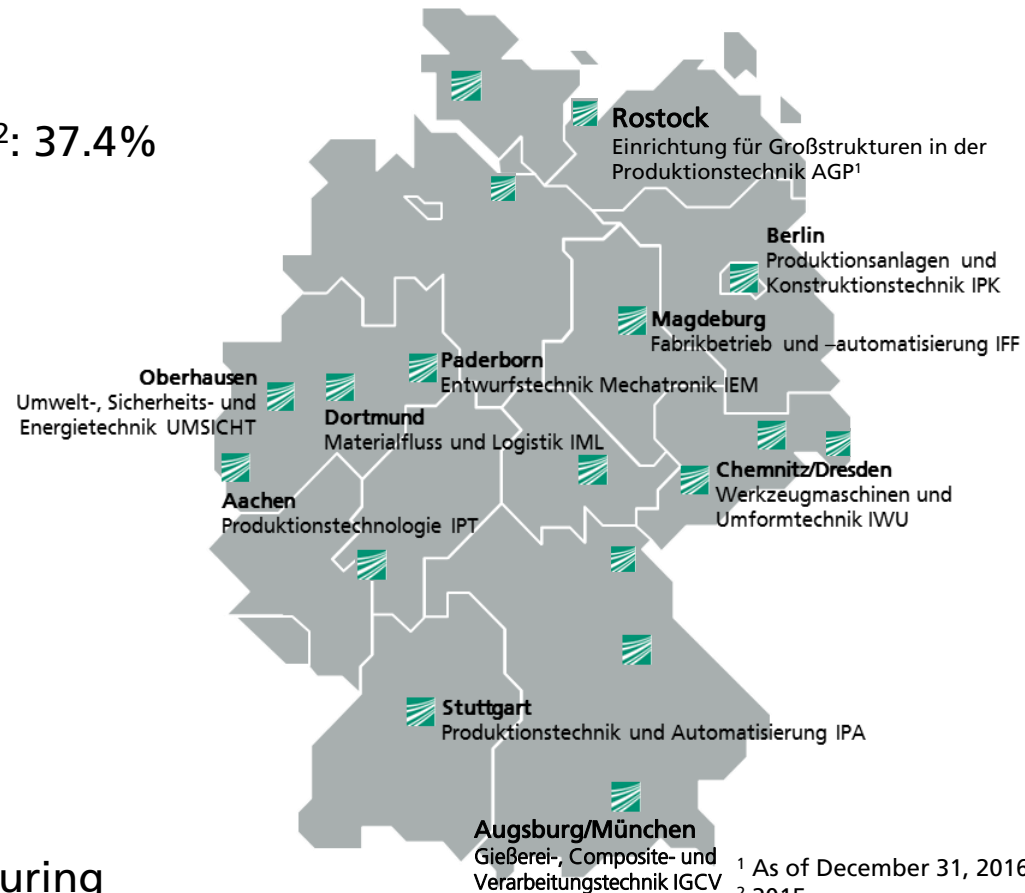 ²: 37.4%
Rostock
Einrichtung für Großstrukturen in der
Produktionstechnik AGP¹
Berlin
Produktionsanlagen und
Konstruktionstechnik IPK
Magdeburg
Fabrikbetrieb und –automatisierung IFF
Paderborn
Entwurfstechnik Mechatronik IEM
Oberhausen
Umwelt-, Sicherheits- und
Energietechnik UMSICHT
Dortmund
Materialfluss und Logistik IML
Chemnitz/Dresden
Werkzeugmaschinen und
Umformtechnik IWU
Aachen
Produktionstechnologie IPT
Stuttgart
Produktionstechnik und Automatisierung IPA
Augsburg/München
Gießerei-, Composite- und
Verarbeitungstechnik IGCV
uring
¹ As of December 31, 2016
² 2015